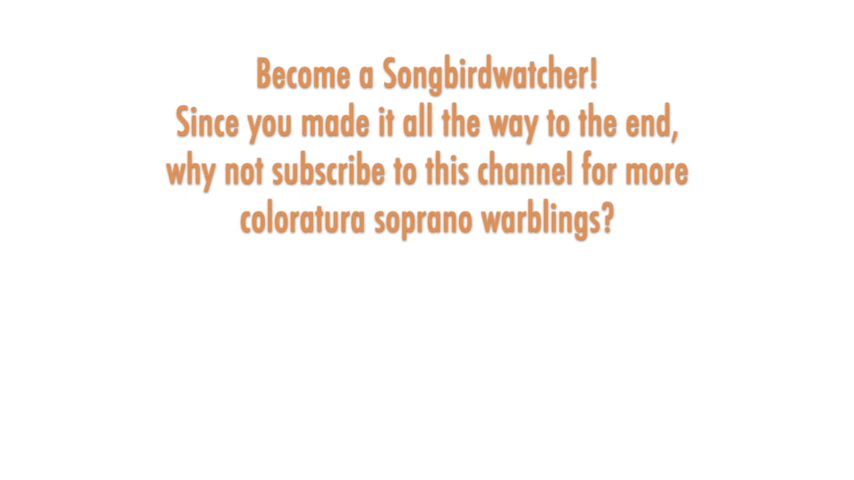 Become a Songbirdwatcher!
Since you made it all the way to the end,
why not subscribe to this channel for more
coloratura soprano warblings?